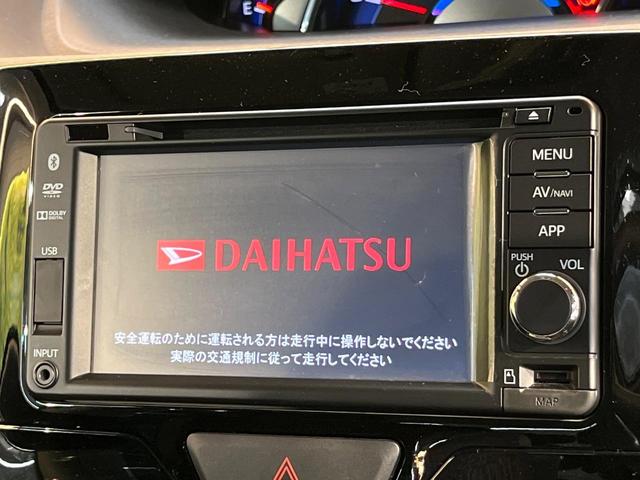 E
MENU
DVD
VIDEO
DOLBY
DIGITAL
AV/NAVI
APP
USB
DAIHATSU
PUSH
VOL
安全運転のために運転される方は走行中に操作しないでください
実際の交通規制に従って走行してください
INPUT
MAP